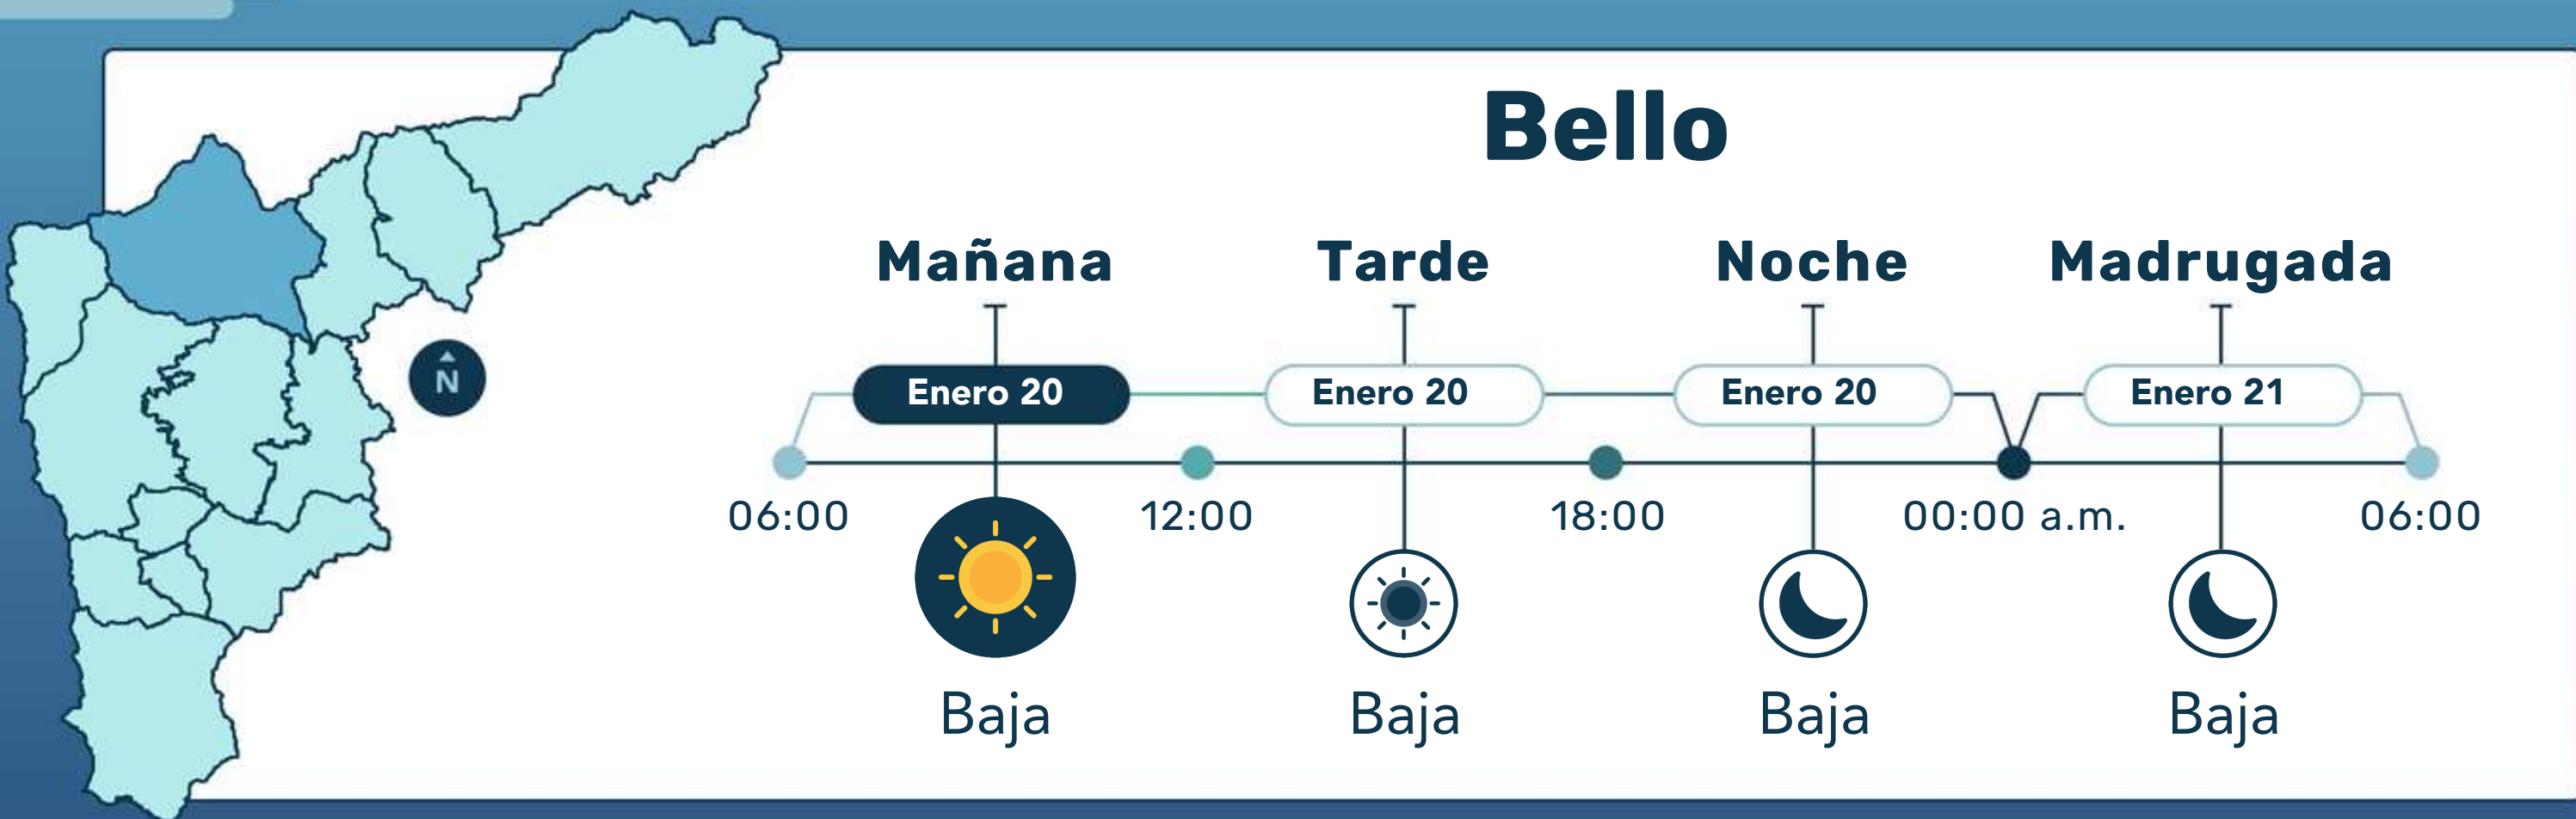 Bello
Mañana Tarde Noche Madrugada
Enero 20 Enero 20 Enero 20 Enero 21
N
06:00 12:00 18:00 00:00 a.m. 06:00
Baja Baja Baja Baja